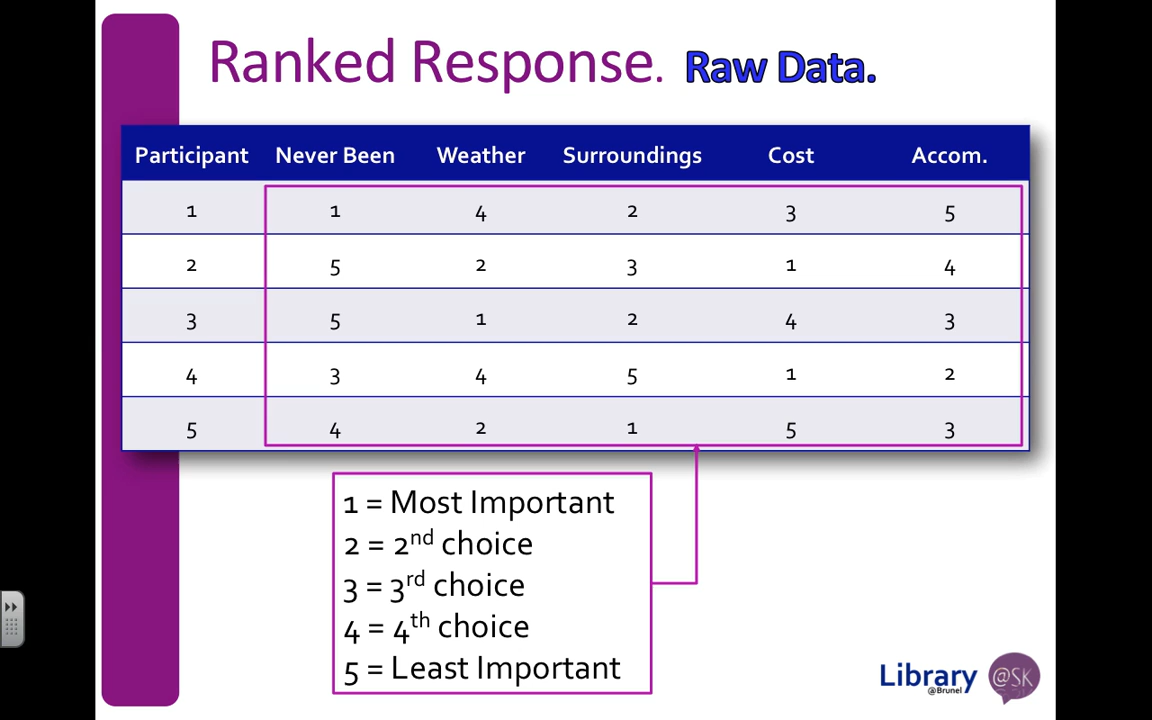 Ranked Response. Raw Data.
Participant Never Been Weather Surroundings Cost Accom.
1 1 4 2 3 5
2 5 2 3 1 4
3 5 1 2 4 3
4 3 4 5 1 2
5 4 2 1 5 3
1 = Most Important
2 = 2nd choice
3 = 3rd choice
4 = 4th choice
5 = Least Important
Library @SK
@Brunel